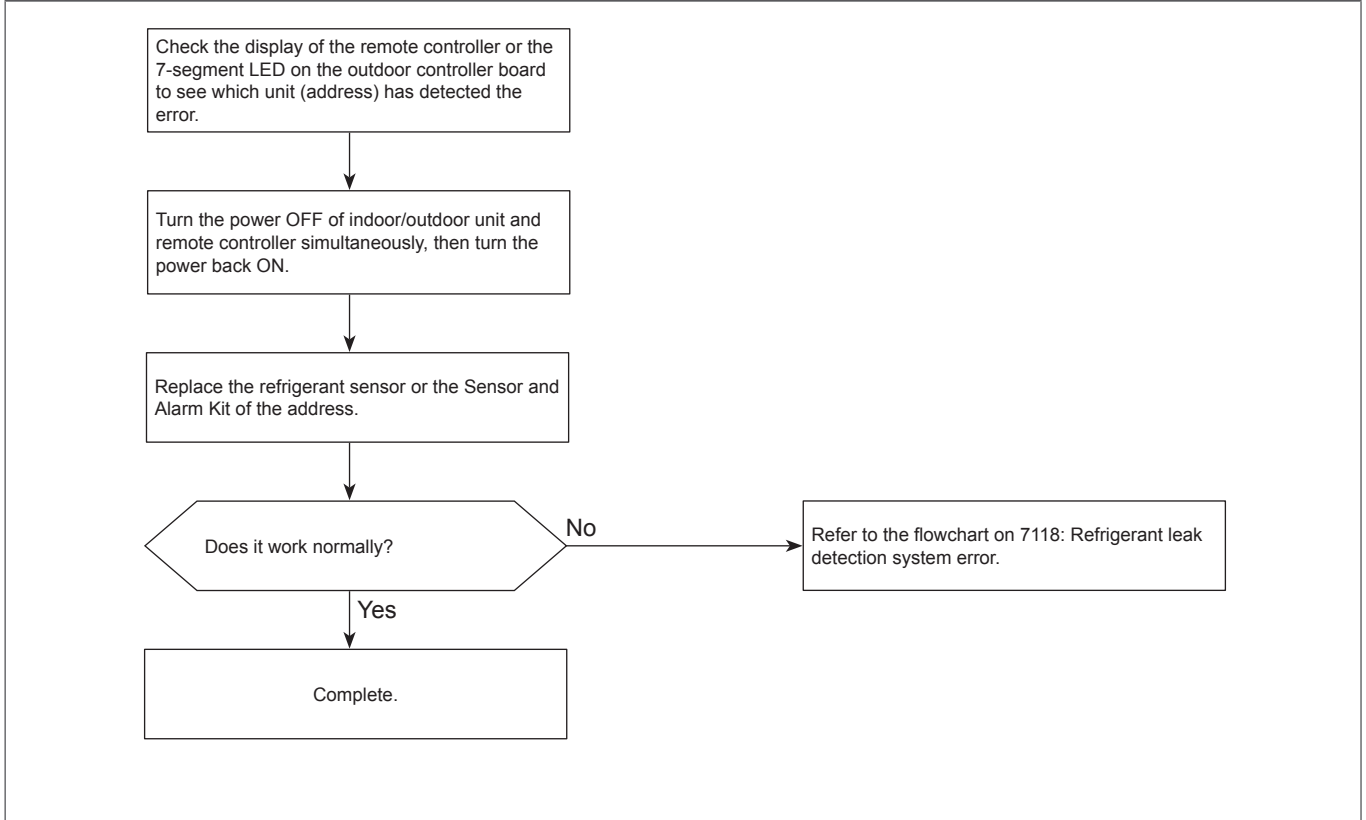 Check the display of the remote controller or the
7-segment LED on the outdoor controller board
to see which unit (address) has detected the
error.
Turn the power OFF of indoor/outdoor unit and
remote controller simultaneously, then turn the
power back ON.
Replace the refrigerant sensor or the Sensor and
Alarm Kit of the address.
Does it work normally?
No
Refer to the flowchart on 7118: Refrigerant leak
detection system error.
Yes
Complete.